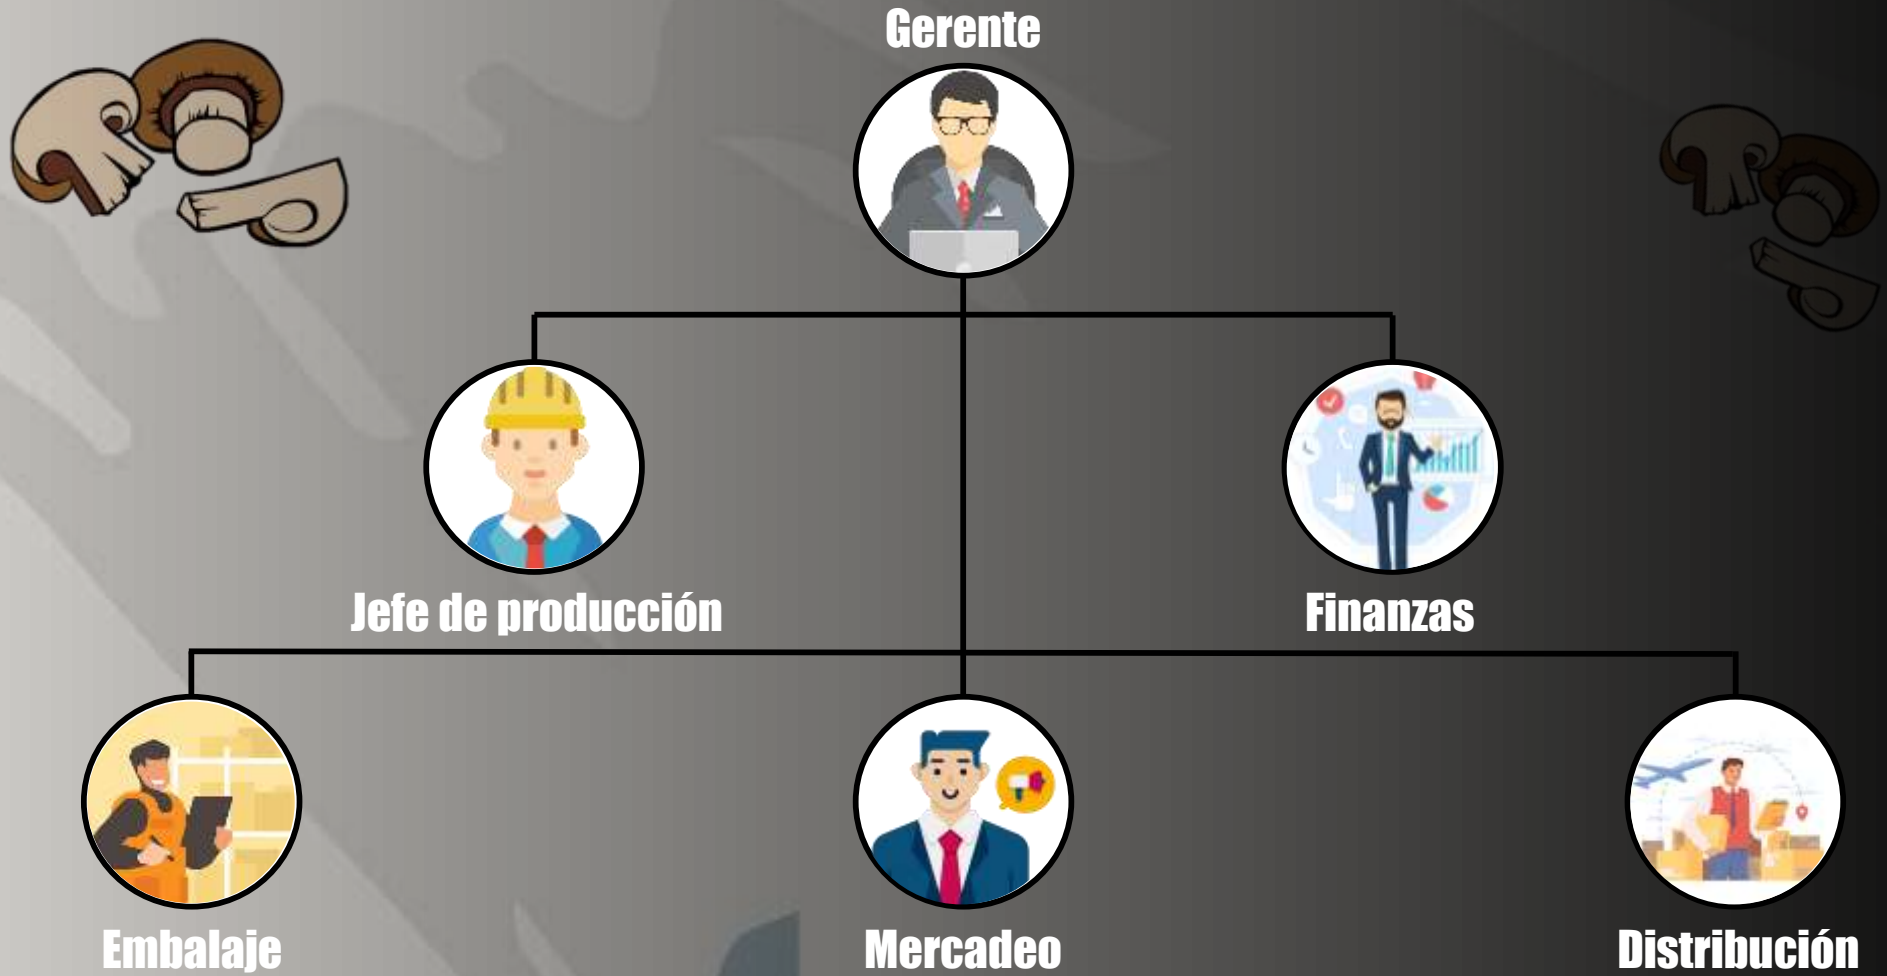 Gerente
Jefe de producción
Finanzas
Embalaje
Mercadeo
Distribución